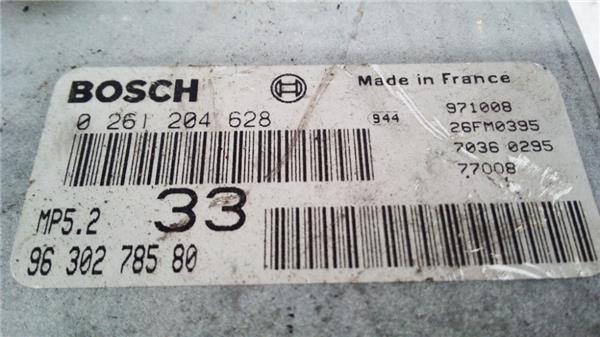 BOSCH Made in France
0 261 204 628 944 971008
26FM0395
7036 0295
77008
MP5.2 33
96 302 785 80